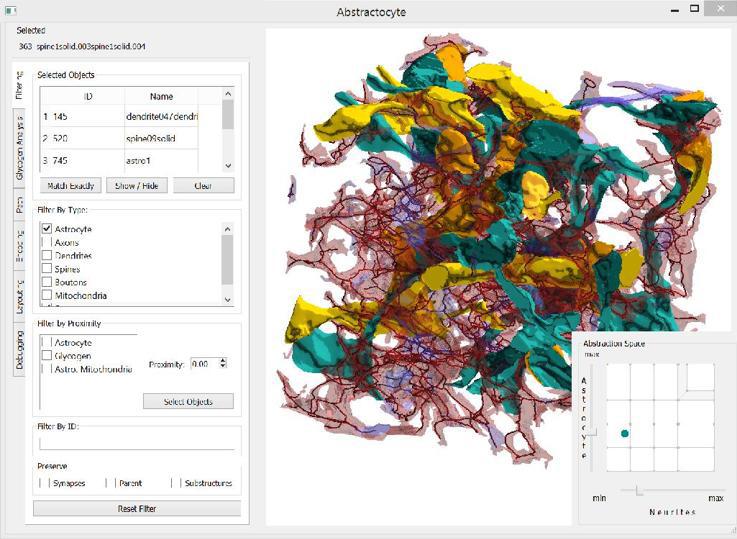 Abstractocyte
Selected
363 spine1solid.003spine1solid.004
Selected Objects
ID Name
1 145 dendrite04/dendri
2 520 spine09solid
3 745 astro1
Match Exactly Show / Hide Clear
Filter By Type:
Astrocyte
Axons
Dendrites
Spines
Boutons
Mitochondria
Filter by Proximity
Astrocyte
Glycogen
Astro. Mitochondria
Proximity: 0.00
Select Objects
Filter By ID:
Preserve
Synapses Parent Substructures
Reset Filter
Filtering
Glycogen Analysis
Path
Encoding
Layouting
Debugging
Abstraction Space
max
Astrocyte
min max
Neurites